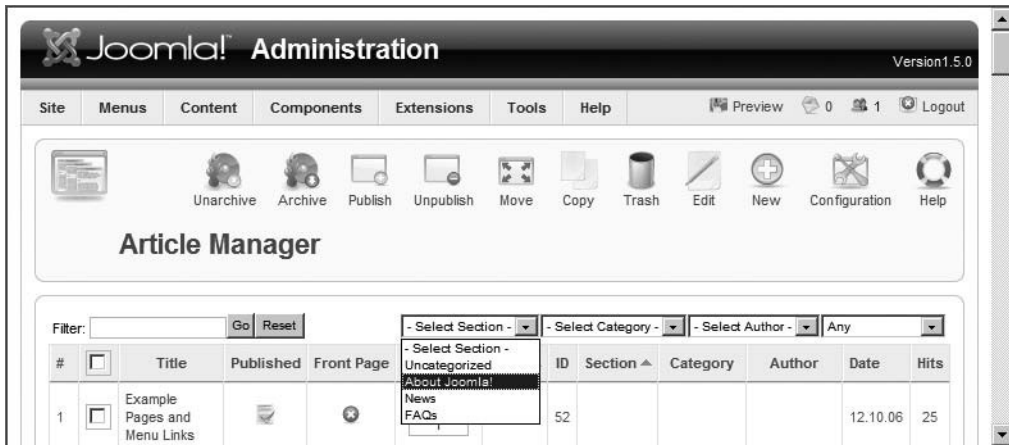 Joomla!™ Administration
Version1.5.0
Site Menus Content Components Extensions Tools Help Preview 0 1 Logout
Unarchive Archive Publish Unpublish Move Copy Trash Edit New Configuration Help
Article Manager
Filter: Go Reset - Select Section - - Select Category - - Select Author - Any
- Select Section -
Uncategorized
About Joomla!
News
FAQs
# Title Published Front Page ID Section Category Author Date Hits
1 Example Pages and Menu Links 52 12.10.06 25